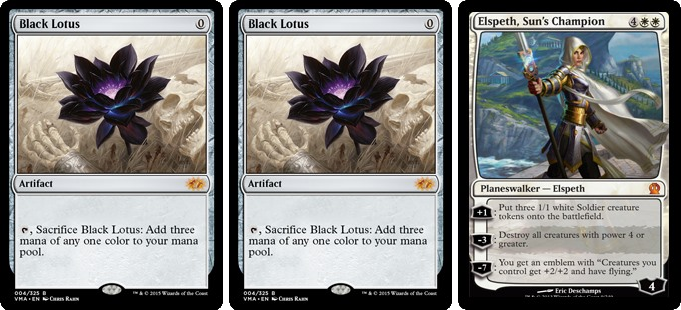 Black Lotus 0
Artifact
, Sacrifice Black Lotus: Add three
mana of any one color to your mana
pool.
004/325 B
VMA • EN Chris Rahn
™ & © 2015 Wizards of the Coast
Black Lotus 0
Artifact
, Sacrifice Black Lotus: Add three
mana of any one color to your mana
pool.
004/325 B
VMA • EN Chris Rahn
™ & © 2015 Wizards of the Coast
Elspeth, Sun's Champion 4
Planeswalker — Elspeth
+1 : Put three 1/1 white Soldier creature
tokens onto the battlefield.
-3 : Destroy all creatures with power 4 or
greater.
-7 : You get an emblem with “Creatures you
control get +2/+2 and have flying.”
4
Eric Deschamps